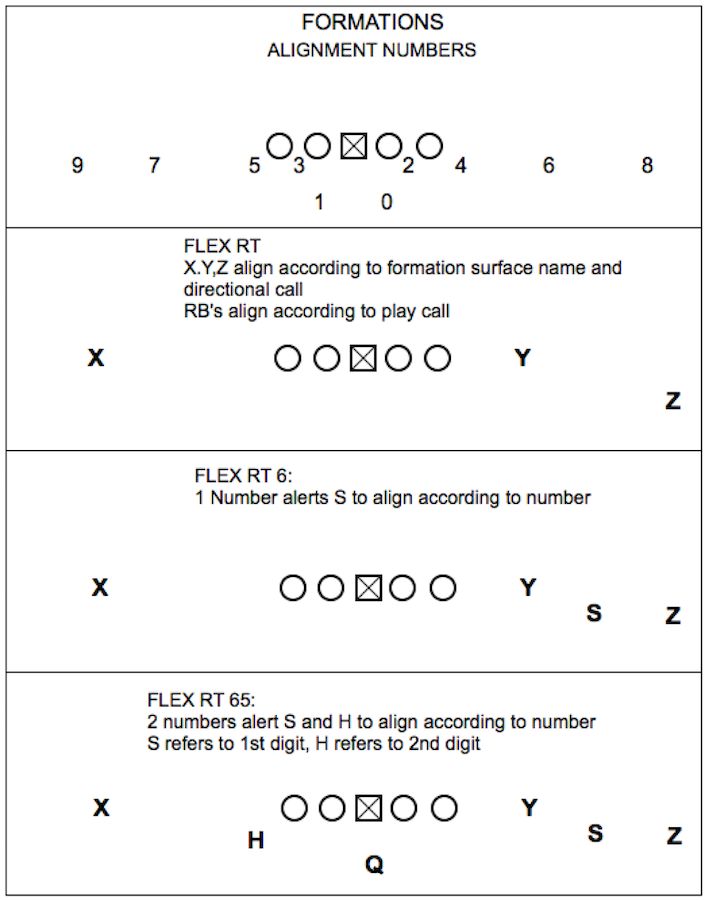 FORMATIONS
ALIGNMENT NUMBERS
9 7 5 3 2 4 6 8
1 0
FLEX RT
X.Y,Z align according to formation surface name and
directional call
RB's align according to play call
X Y
Z
FLEX RT 6:
1 Number alerts S to align according to number
X Y
S Z
FLEX RT 65:
2 numbers alert S and H to align according to number
S refers to 1st digit, H refers to 2nd digit
X Y
H S Z
Q